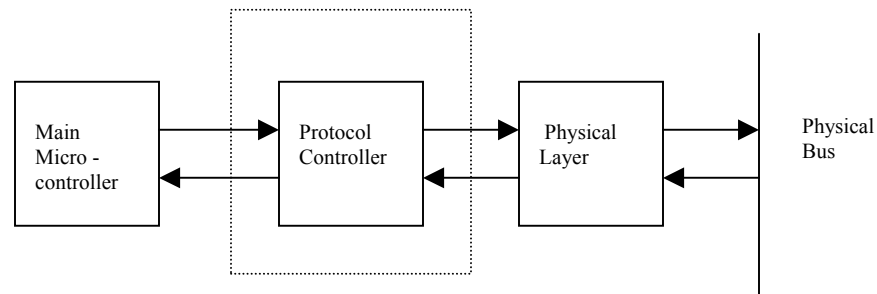 Main
Micro -
controller
Protocol
Controller
Physical
Layer
Physical
Bus